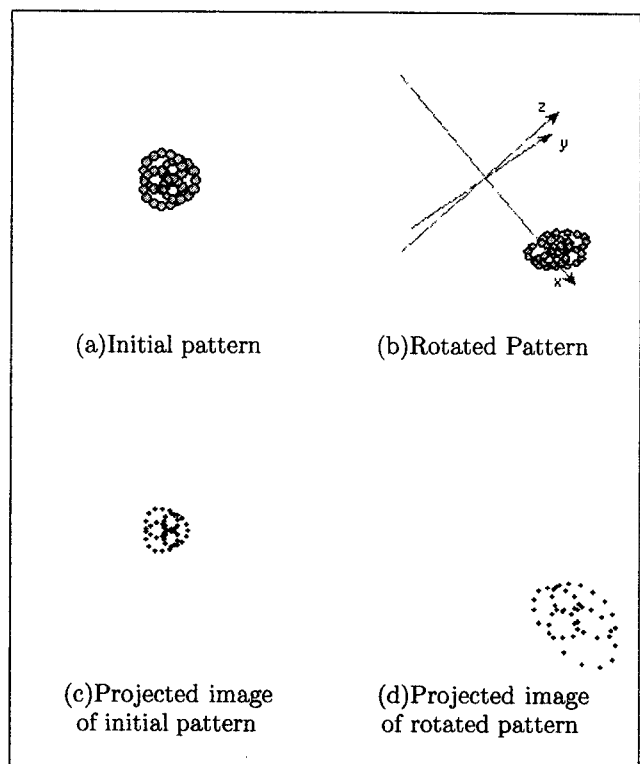 z
y
x
(a)Initial pattern
(b)Rotated Pattern
(c)Projected image
of initial pattern
(d)Projected image
of rotated pattern